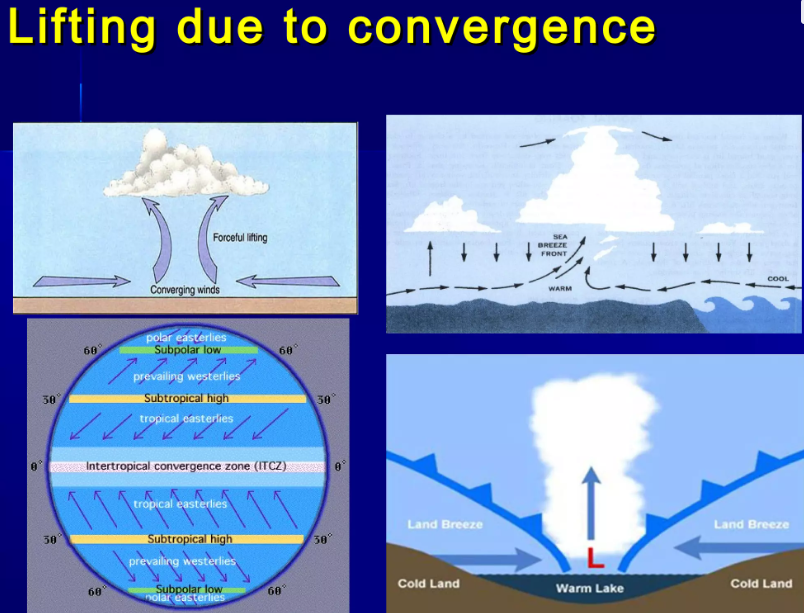 Lifting due to convergence
Forceful lifting
Converging winds
SEA
BREEZE
FRONT
WARM
COOL
polar easterlies
60° Subpolar low 60°
prevailing westerlies
30° Subtropical high 30°
tropical easterlies
0° Intertropical convergence zone (ITCZ) 0°
tropical easterlies
30° Subtropical high 30°
prevailing westerlies
60° Subpolar low 60°
polar easterlies
Land Breeze
Land Breeze
L
Cold Land
Warm Lake
Cold Land